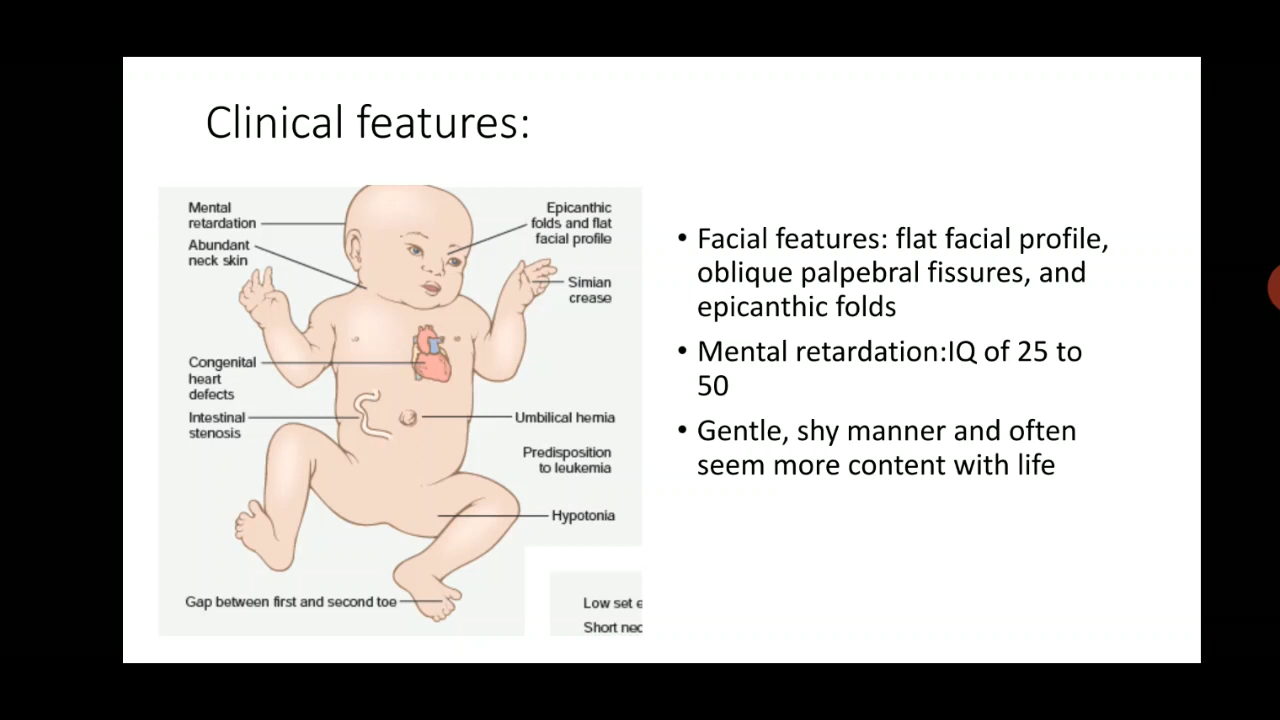 Clinical features:
Mental
retardation
Abundant
neck skin
Congenital
heart
defects
Intestinal
stenosis
Gap between first and second toe
Epicanthic
folds and flat
facial profile
Simian
crease
Umbilical hernia
Predisposition
to leukemia
Hypotonia
Low set
Short
• Facial features: flat facial profile,
oblique palpebral fissures, and
epicanthic folds
• Mental retardation:IQ of 25 to
50
• Gentle, shy manner and often
seem more content with life